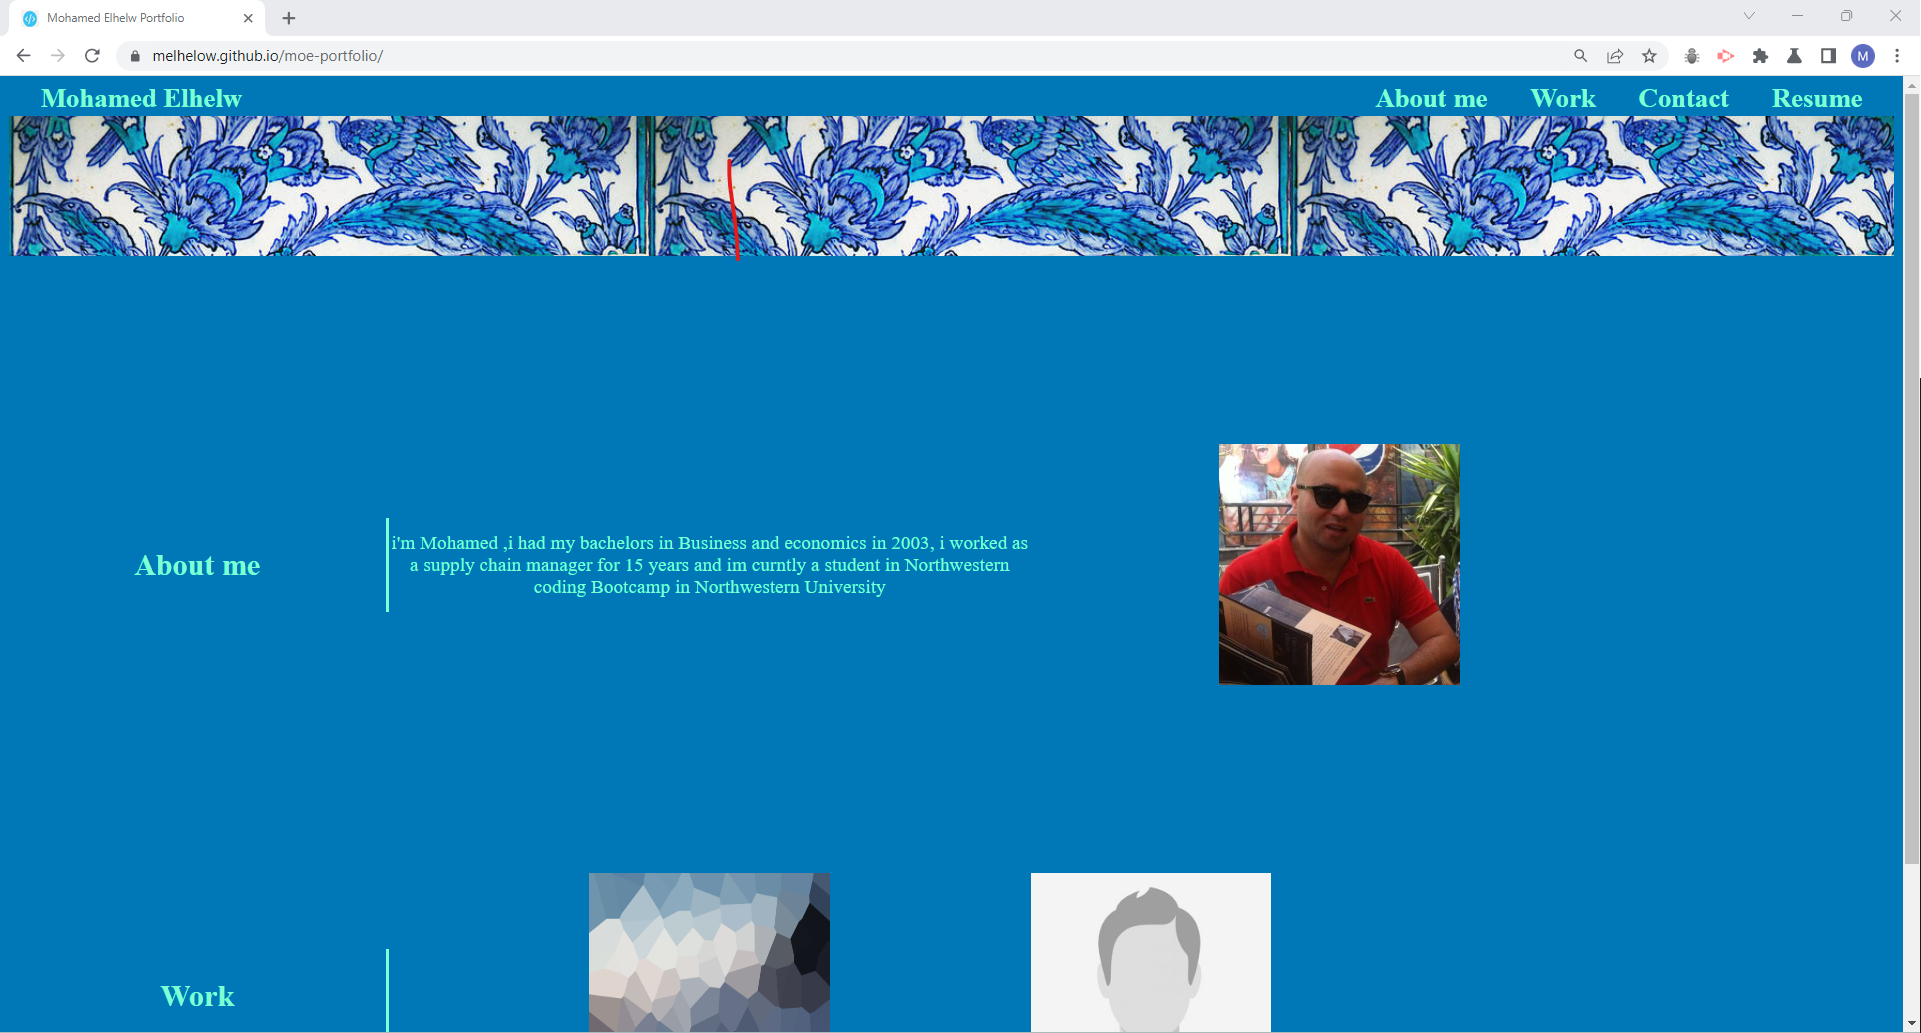 Mohamed Elhelw Portfolio
melhelow.github.io/moe-portfolio/
M
Mohamed Elhelw
About me Work Contact Resume
About me
i'm Mohamed ,i had my bachelors in Business and economics in 2003, i worked as
a supply chain manager for 15 years and im curntly a student in Northwestern
coding Bootcamp in Northwestern University
Work